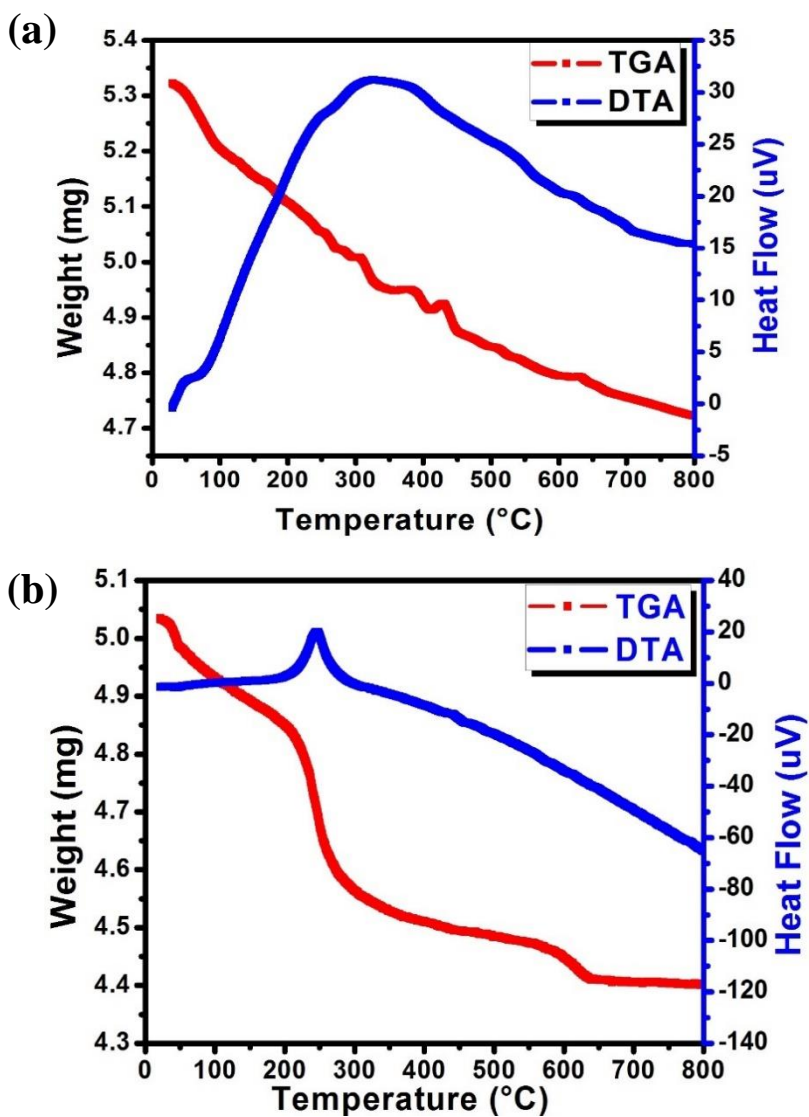 (a)
5.4
5.3
5.2
5.1
5.0
4.9
4.8
4.7
Weight (mg)
TGA
DTA
35
30
25
20
15
10
5
0
-5
Heat Flow (uV)
0 100 200 300 400 500 600 700 800
Temperature (°C)
(b)
5.1
5.0
4.9
4.8
4.7
4.6
4.5
4.4
4.3
Weight (mg)
TGA
DTA
40
20
0
-20
-40
-60
-80
-100
-120
-140
Heat Flow (uV)
0 100 200 300 400 500 600 700 800
Temperature (°C)